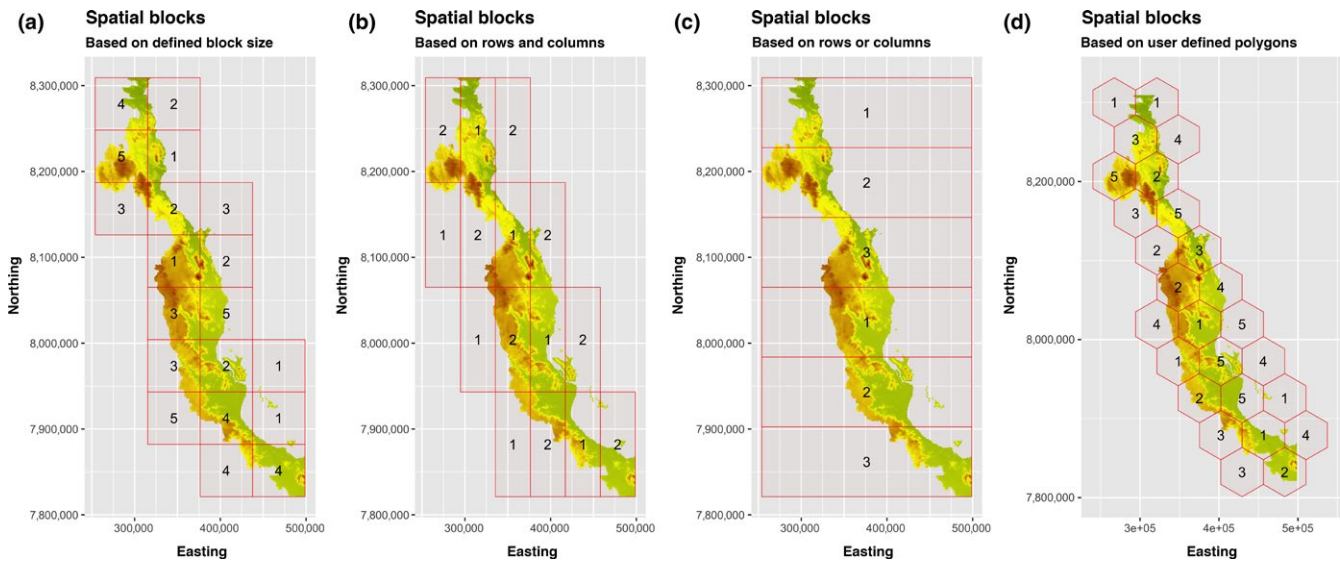 (a) Spatial blocks
Based on defined block size
8,300,000
8,200,000
8,100,000
8,000,000
7,900,000
7,800,000
Northing
4 2
5 1
3 2 3
1 2
3 5
3 2 1
5 4 1
4 4
300,000 400,000 500,000
Easting
(b) Spatial blocks
Based on rows and columns
8,300,000
8,200,000
8,100,000
8,000,000
7,900,000
7,800,000
Northing
2 1 2
1 2 1 2
1 2 1 2
1 2 1 2
300,000 400,000 500,000
Easting
(c) Spatial blocks
Based on rows or columns
8,300,000
8,200,000
8,100,000
8,000,000
7,900,000
7,800,000
Northing
1
2
3
1
2
3
300,000 400,000 500,000
Easting
(d) Spatial blocks
Based on user defined polygons
8,200,000
8,000,000
7,800,000
Northing
1 1
3 4
5 2
3 5
2 3
2 4
4 1 5
1 5 4
2 5 1
3 1 4
3 2
3e+05 4e+05 5e+05
Easting